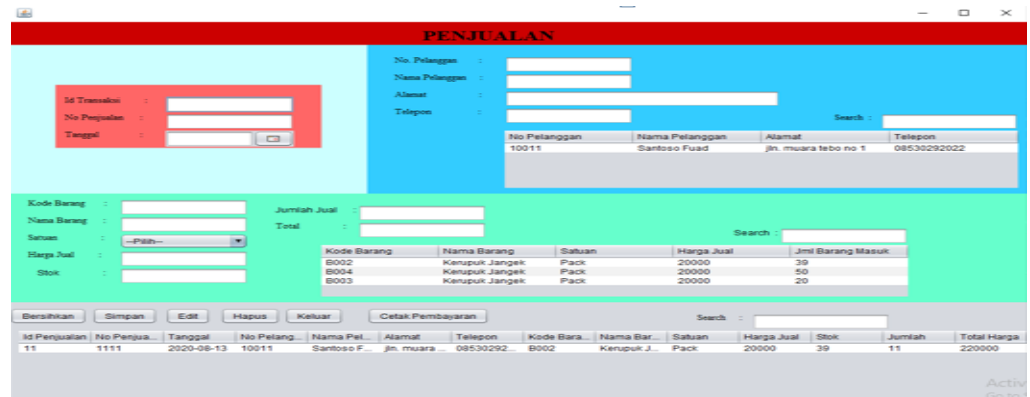 PENJUALAN
No. Pelanggan :
Nama Pelanggan :
Alamat :
Telepon :
Search :
No Pelanggan Nama Pelanggan Alamat Telepon
10011 Santoso Fuad jln. muara tebo no 1 08530292022
Id Transaksi :
No Penjualan :
Tanggal :
Kode Barang :
Nama Barang :
Satuan : --Pilih--
Harga Jual :
Stok :
Jumlah Jual :
Total :
Search :
Kode Barang Nama Barang Satuan Harga Jual Jml Barang Masuk
B002 Kerupuk Jangek Pack 20000 39
B004 Kerupuk Jangek Pack 20000 50
B003 Kerupuk Jangek Pack 20000 20
Bersihkan Simpan Edit Hapus Keluar Cetak Pembayaran Search :
Id Penjualan No Penjua... Tanggal No Pelang... Nama Pel... Alamat Telepon Kode Bara... Nama Bar... Satuan Harga Jual Stok Jumlah Total Harga
11 1111 2020-08-13 10011 Santoso F... jln. muara ... 08530292... B002 Kerupuk J... Pack 20000 39 11 220000
Activ
Go to